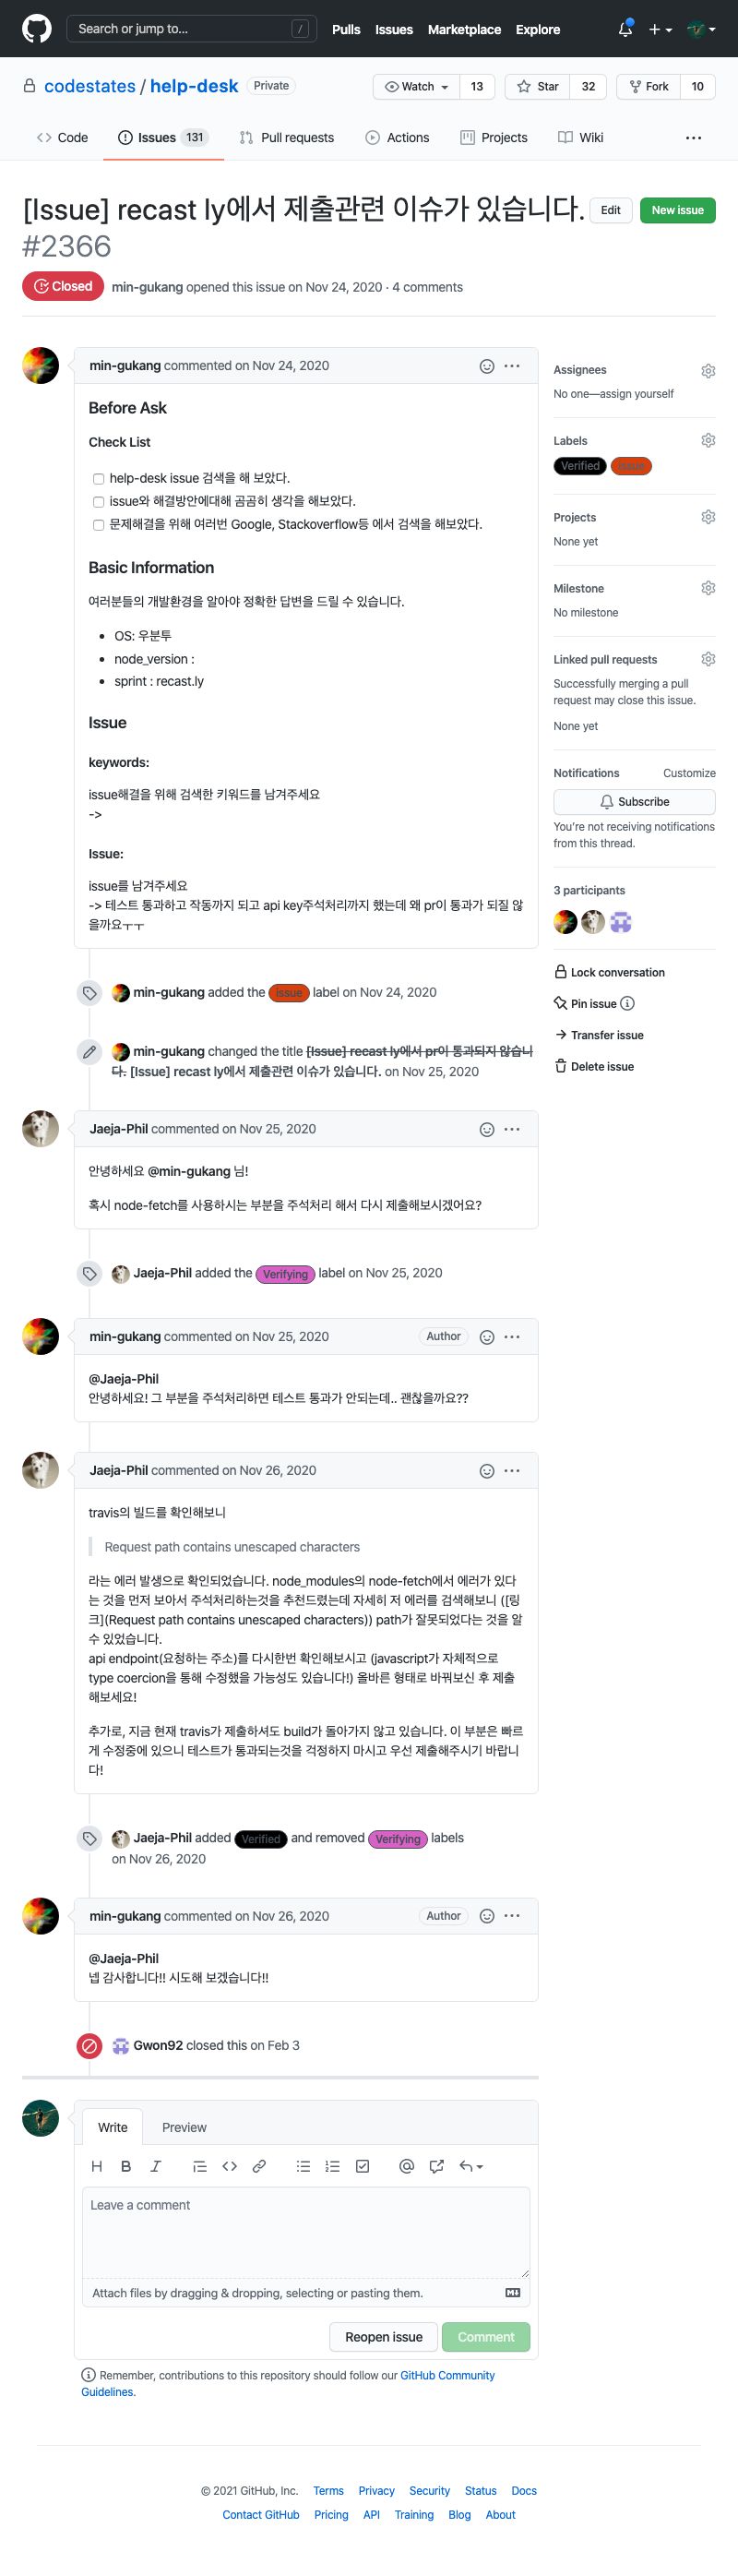 Search or jump to... /
Pulls Issues Marketplace Explore
codestates / help-desk Private
Watch 13 Star 32 Fork 10
Code Issues 131 Pull requests Actions Projects Wiki
[Issue] recast ly에서 제출관련 이슈가 있습니다.
#2366
Edit New issue
Closed min-gukang opened this issue on Nov 24, 2020 · 4 comments
min-gukang commented on Nov 24, 2020
Before Ask
Check List
help-desk issue 검색을 해 보았다.
issue와 해결방안에대해 곰곰히 생각을 해보았다.
문제해결을 위해 여러번 Google, Stackoverflow등 에서 검색을 해보았다.
Basic Information
여러분들의 개발환경을 알아야 정확한 답변을 드릴 수 있습니다.
OS: 우분투
node_version :
sprint : recast.ly
Issue
keywords:
issue해결을 위해 검색한 키워드를 남겨주세요
->
Issue:
issue를 남겨주세요
-> 테스트 통과하고 작동까지 되고 api key주석처리까지 했는데 왜 pr이 통과가 되질 않
을까요ㅜㅜ
min-gukang added the issue label on Nov 24, 2020
min-gukang changed the title [Issue] recast ly에서 pr이 통과되지 않습니
다. [Issue] recast ly에서 제출관련 이슈가 있습니다. on Nov 25, 2020
Jaeja-Phil commented on Nov 25, 2020
안녕하세요 @min-gukang 님!
혹시 node-fetch를 사용하시는 부분을 주석처리 해서 다시 제출해보시겠어요?
Jaeja-Phil added the Verifying label on Nov 25, 2020
min-gukang commented on Nov 25, 2020 Author
@Jaeja-Phil
안녕하세요! 그 부분을 주석처리하면 테스트 통과가 안되는데.. 괜찮을까요??
Jaeja-Phil commented on Nov 26, 2020
travis의 빌드를 확인해보니
Request path contains unescaped characters
라는 에러 발생으로 확인되었습니다. node_modules의 node-fetch에서 에러가 있다
는 것을 먼저 보아서 주석처리하는것을 추천드렸는데 자세히 저 에러를 검색해보니 ([링
크](Request path contains unescaped characters)) path가 잘못되었다는 것을 알
수 있었습니다.
api endpoint(요청하는 주소)를 다시한번 확인해보시고 (javascript가 자체적으로
type coercion을 통해 수정했을 가능성도 있습니다!) 올바른 형태로 바꿔보신 후 제출
해보세요!
추가로, 지금 현재 travis가 제출하셔도 build가 돌아가지 않고 있습니다. 이 부분은 빠르
게 수정중에 있으니 테스트가 통과되는것을 걱정하지 마시고 우선 제출해주시기 바랍니
다!
Jaeja-Phil added Verified and removed Verifying labels
on Nov 26, 2020
min-gukang commented on Nov 26, 2020 Author
@Jaeja-Phil
넵 감사합니다!! 시도해 보겠습니다!!
Gwon92 closed this on Feb 3
Write Preview
Leave a comment
Attach files by dragging & dropping, selecting or pasting them.
Reopen issue Comment
Remember, contributions to this repository should follow our GitHub Community
Guidelines.
Assignees
No one—assign yourself
Labels
Verified issue
Projects
None yet
Milestone
No milestone
Linked pull requests
Successfully merging a pull
request may close this issue.
None yet
Notifications Customize
Subscribe
You're not receiving notifications
from this thread.
3 participants
Lock conversation
Pin issue
Transfer issue
Delete issue
© 2021 GitHub, Inc. Terms Privacy Security Status Docs
Contact GitHub Pricing API Training Blog About